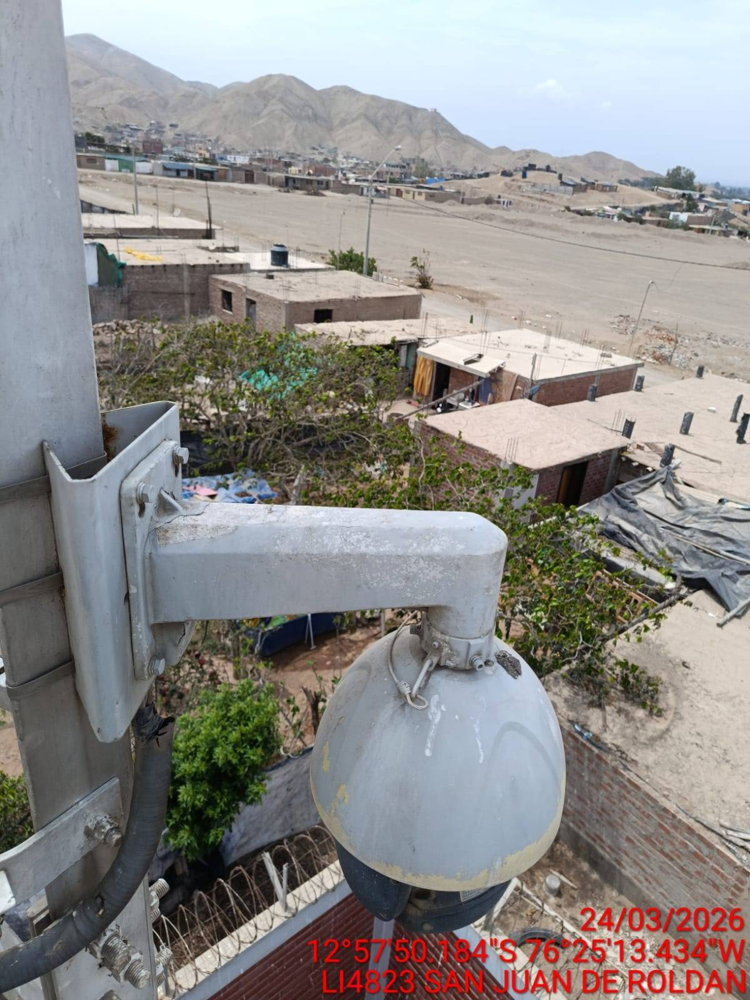 24/03/2026
12°57'50.184"S 76°25'13.434"W
LI4823 SAN JUAN DE ROLDAN